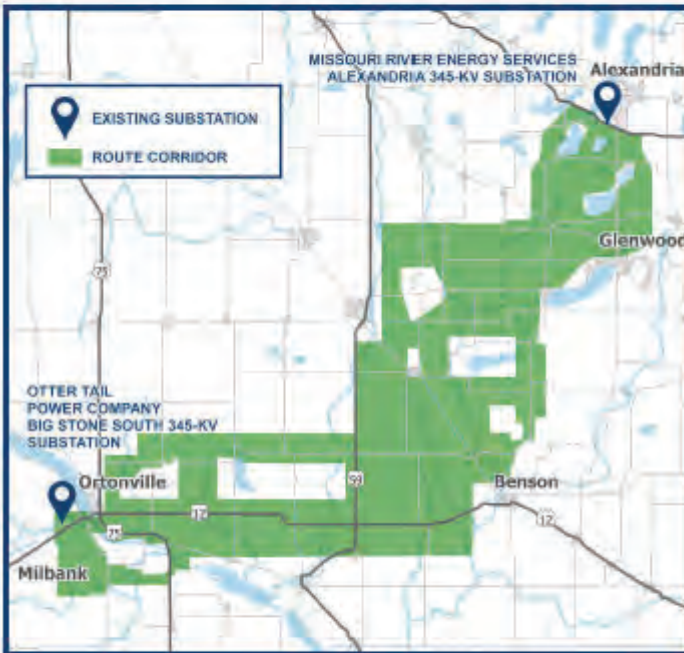 MISSOURI RIVER ENERGY SERVICES
ALEXANDRIA 345-KV SUBSTATION
Alexandria
EXISTING SUBSTATION
ROUTE CORRIDOR
Glenwood
75
OTTER TAIL
POWER COMPANY
BIG STONE SOUTH 345-KV
SUBSTATION
Ortonville
59
Benson
12
12
75
Milbank